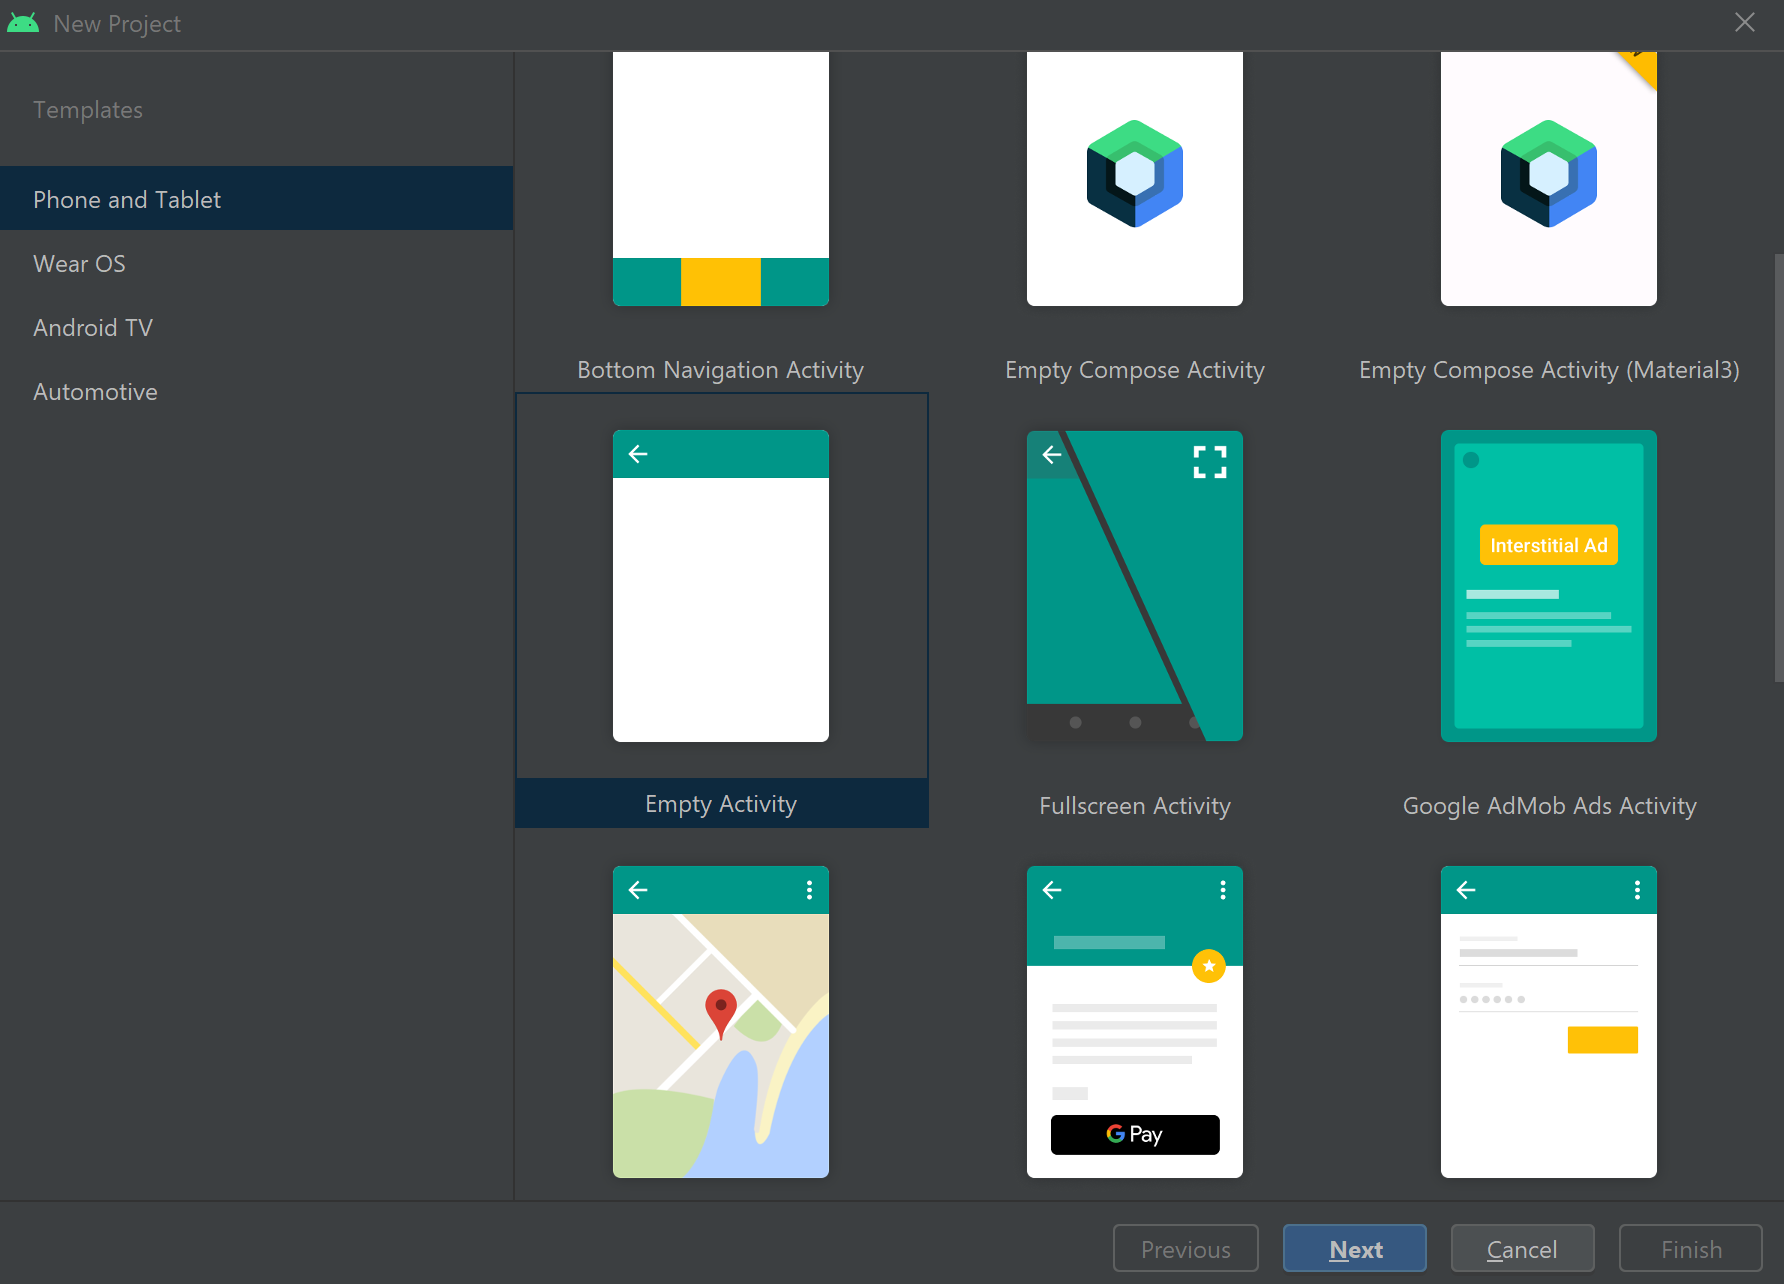 New Project
Templates
Phone and Tablet
Wear OS
Android TV
Automotive
Bottom Navigation Activity
Empty Compose Activity
Empty Compose Activity (Material3)
Interstitial Ad
Empty Activity
Fullscreen Activity
Google AdMob Ads Activity
G Pay
Previous
Next
Cancel
Finish